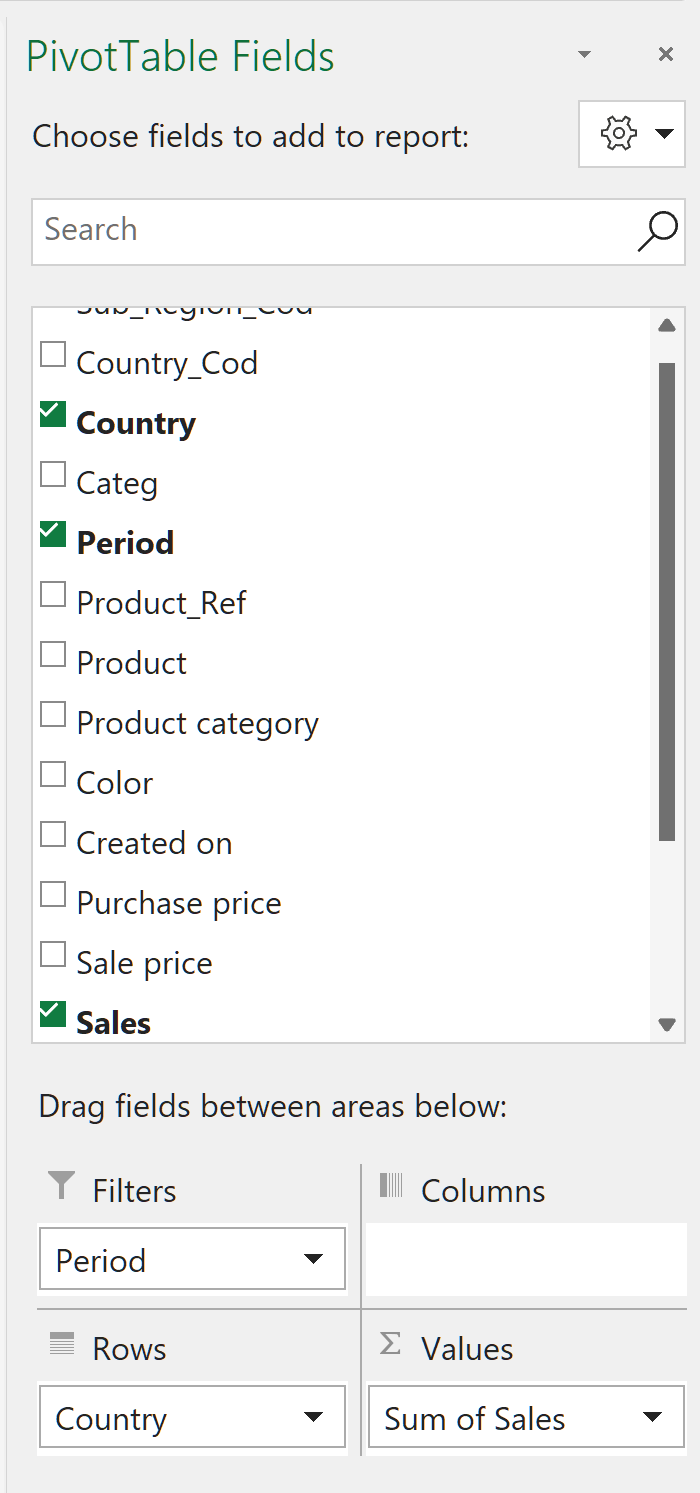 PivotTable Fields
Choose fields to add to report:
Search
Sub_Region_Cod
Country_Cod
Country
Categ
Period
Product_Ref
Product
Product category
Color
Created on
Purchase price
Sale price
Sales
Drag fields between areas below:
Filters
Columns
Period
Rows
Σ Values
Country
Sum of Sales